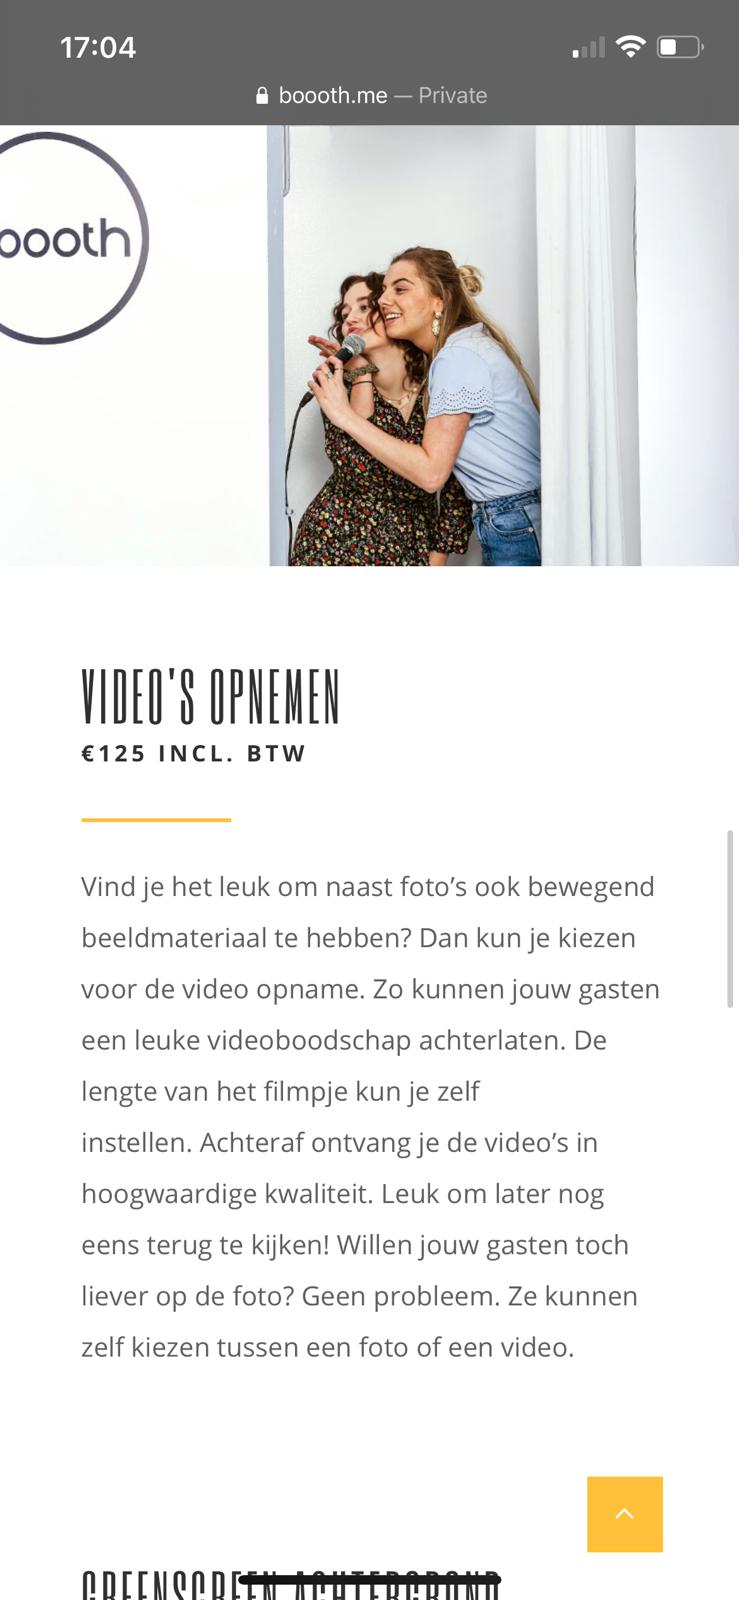 17:04
boooth.me — Private
booth
VIDEO'S OPNEMEN
€125 INCL. BTW
Vind je het leuk om naast foto’s ook bewegend
beeldmateriaal te hebben? Dan kun je kiezen
voor de video opname. Zo kunnen jouw gasten
een leuke videoboodschap achterlaten. De
lengte van het filmpje kun je zelf
instellen. Achteraf ontvang je de video’s in
hoogwaardige kwaliteit. Leuk om later nog
eens terug te kijken! Willen jouw gasten toch
liever op de foto? Geen probleem. Ze kunnen
zelf kiezen tussen een foto of een video.
GREENSCREEN ACHTERGROND